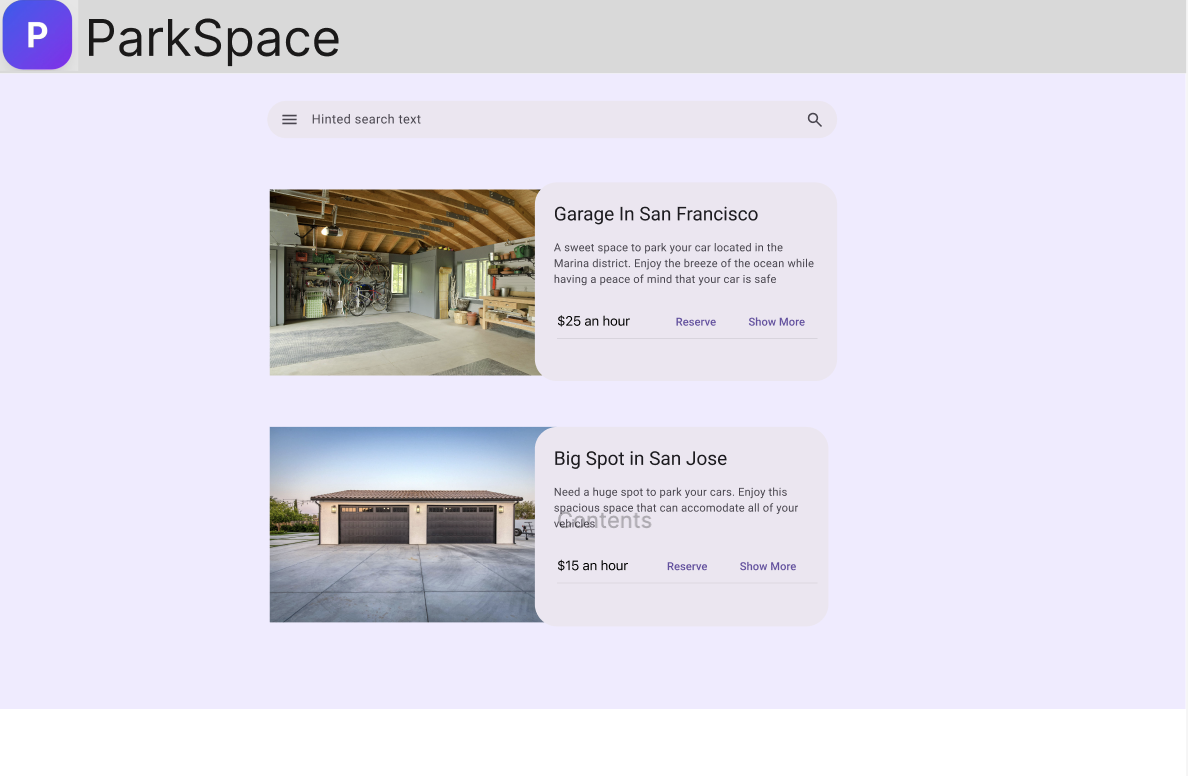 P
ParkSpace
Hinted search text
Garage In San Francisco
A sweet space to park your car located in the
Marina district. Enjoy the breeze of the ocean while
having a peace of mind that your car is safe
$25 an hour
Reserve
Show More
Big Spot in San Jose
Need a huge spot to park your cars. Enjoy this
spacious space that can accomodate all of your
vehicles
Contents
$15 an hour
Reserve
Show More